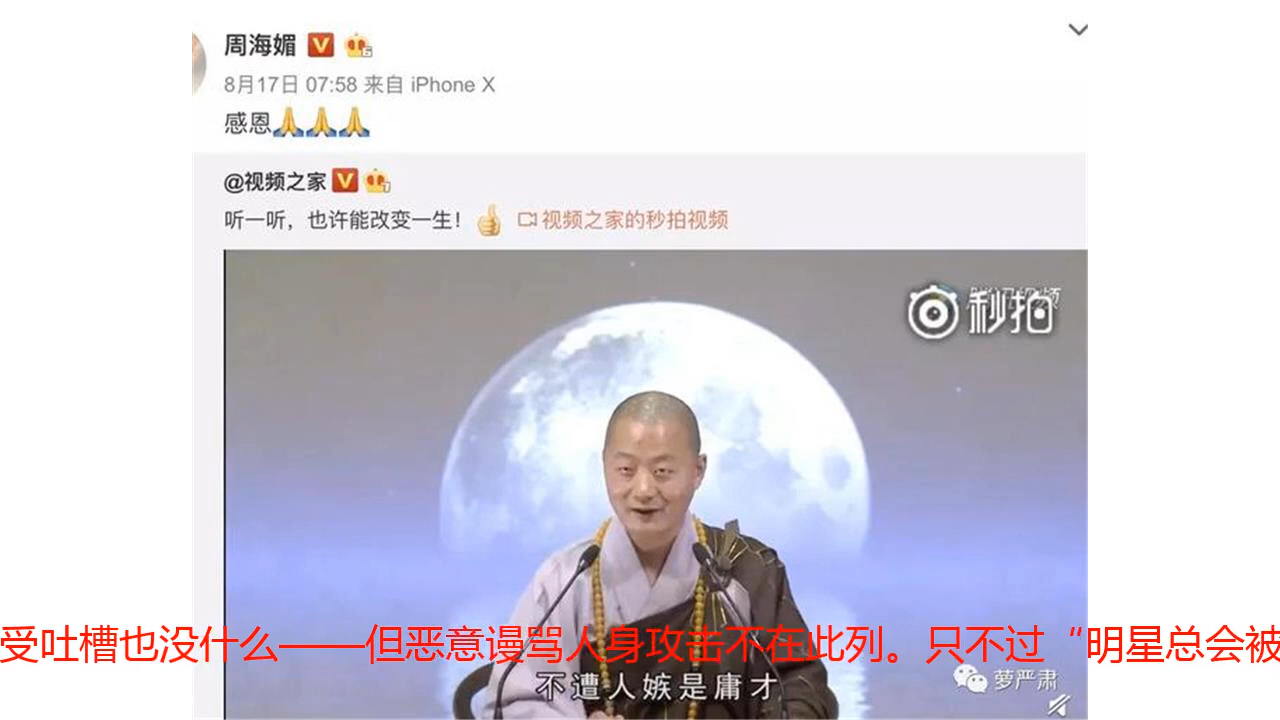 周海媚
8月17日 07:58 来自 iPhone X
感恩🙏🙏🙏
@视频之家
听一听，也许能改变一生！👍 视频之家的秒拍视频
秒拍
受吐槽也没什么——但恶意谩骂人身攻击不在此列。只不过“明星总会被
不遭人嫉是庸才
萝严肃